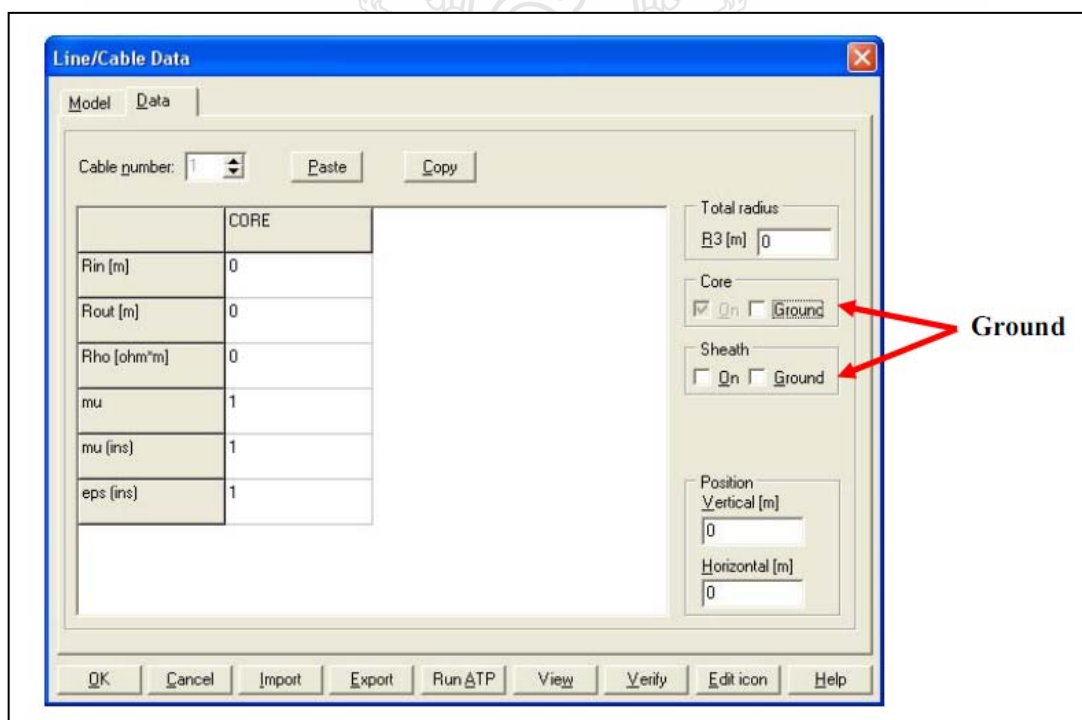 Line/Cable Data
Model Data
Cable number: 1 Paste Copy
CORE
Rin [m] 0
Rout [m] 0
Rho [ohm*m] 0
mu 1
mu (ins) 1
eps (ins) 1
Total radius
R3 [m] 0
Core
On Ground
Sheath
On Ground
Position
Vertical [m]
0
Horizontal [m]
0
Ground
OK Cancel Import Export Run ATP View Verify Edit icon Help